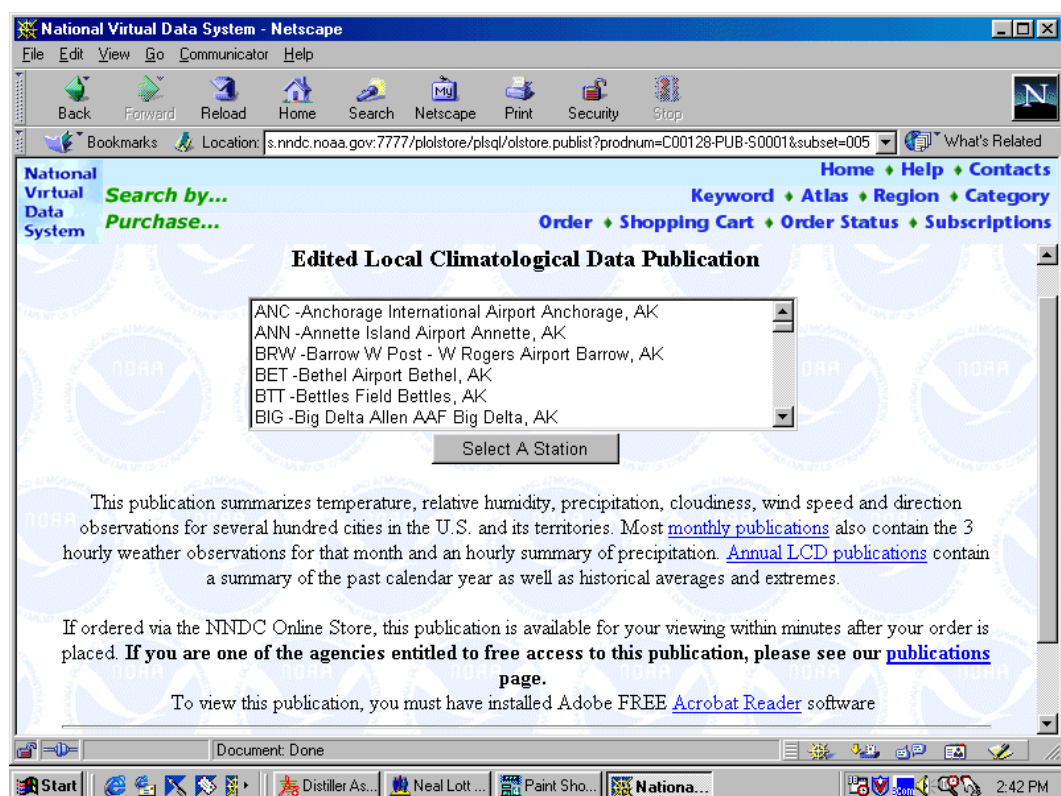 National Virtual Data System - Netscape
File Edit View Go Communicator Help
Back Forward Reload Home Search My Netscape Print Security Stop N
Bookmarks Location: s.nndc.noaa.gov:7777/plolstore/plsql/olstore.publist?prodnum=C00128-PUB-S0001&subset=005 What's Related
National Virtual Data System
Home Help Contacts
Search by... Keyword Atlas Region Category
Purchase... Order Shopping Cart Order Status Subscriptions
Edited Local Climatological Data Publication
ANC -Anchorage International Airport Anchorage, AK
ANN -Annette Island Airport Annette, AK
BRW -Barrow W Post - W Rogers Airport Barrow, AK
BET -Bethel Airport Bethel, AK
BTT -Bettles Field Bettles, AK
BIG -Big Delta Allen AAF Big Delta, AK
Select A Station
This publication summarizes temperature, relative humidity, precipitation, cloudiness, wind speed and direction
observations for several hundred cities in the U.S. and its territories. Most monthly publications also contain the 3
hourly weather observations for that month and an hourly summary of precipitation. Annual LCD publications contain
a summary of the past calendar year as well as historical averages and extremes.
If ordered via the NNDC Online Store, this publication is available for your viewing within minutes after your order is
placed. If you are one of the agencies entitled to free access to this publication, please see our publications
page.
To view this publication, you must have installed Adobe FREE Acrobat Reader software
Document: Done
Start Distiller As... Neal Lott ... Paint Sho... Nationa... 2:42 PM